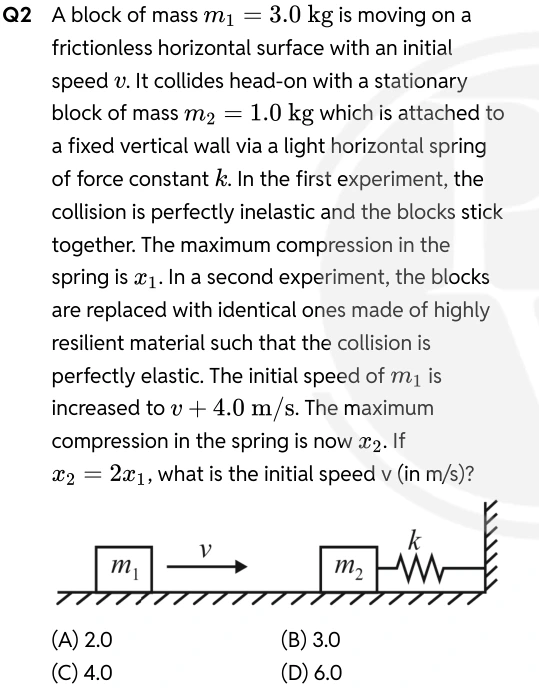 Q2 A block of mass m₁ = 3.0 kg is moving on a
frictionless horizontal surface with an initial
speed v. It collides head-on with a stationary
block of mass m₂ = 1.0 kg which is attached to
a fixed vertical wall via a light horizontal spring
of force constant k. In the first experiment, the
collision is perfectly inelastic and the blocks stick
together. The maximum compression in the
spring is x₁. In a second experiment, the blocks
are replaced with identical ones made of highly
resilient material such that the collision is
perfectly elastic. The initial speed of m₁ is
increased to v + 4.0 m/s. The maximum
compression in the spring is now x₂. If
x₂ = 2x₁, what is the initial speed v (in m/s)?
m₁ v m₂ k
(A) 2.0 (B) 3.0
(C) 4.0 (D) 6.0